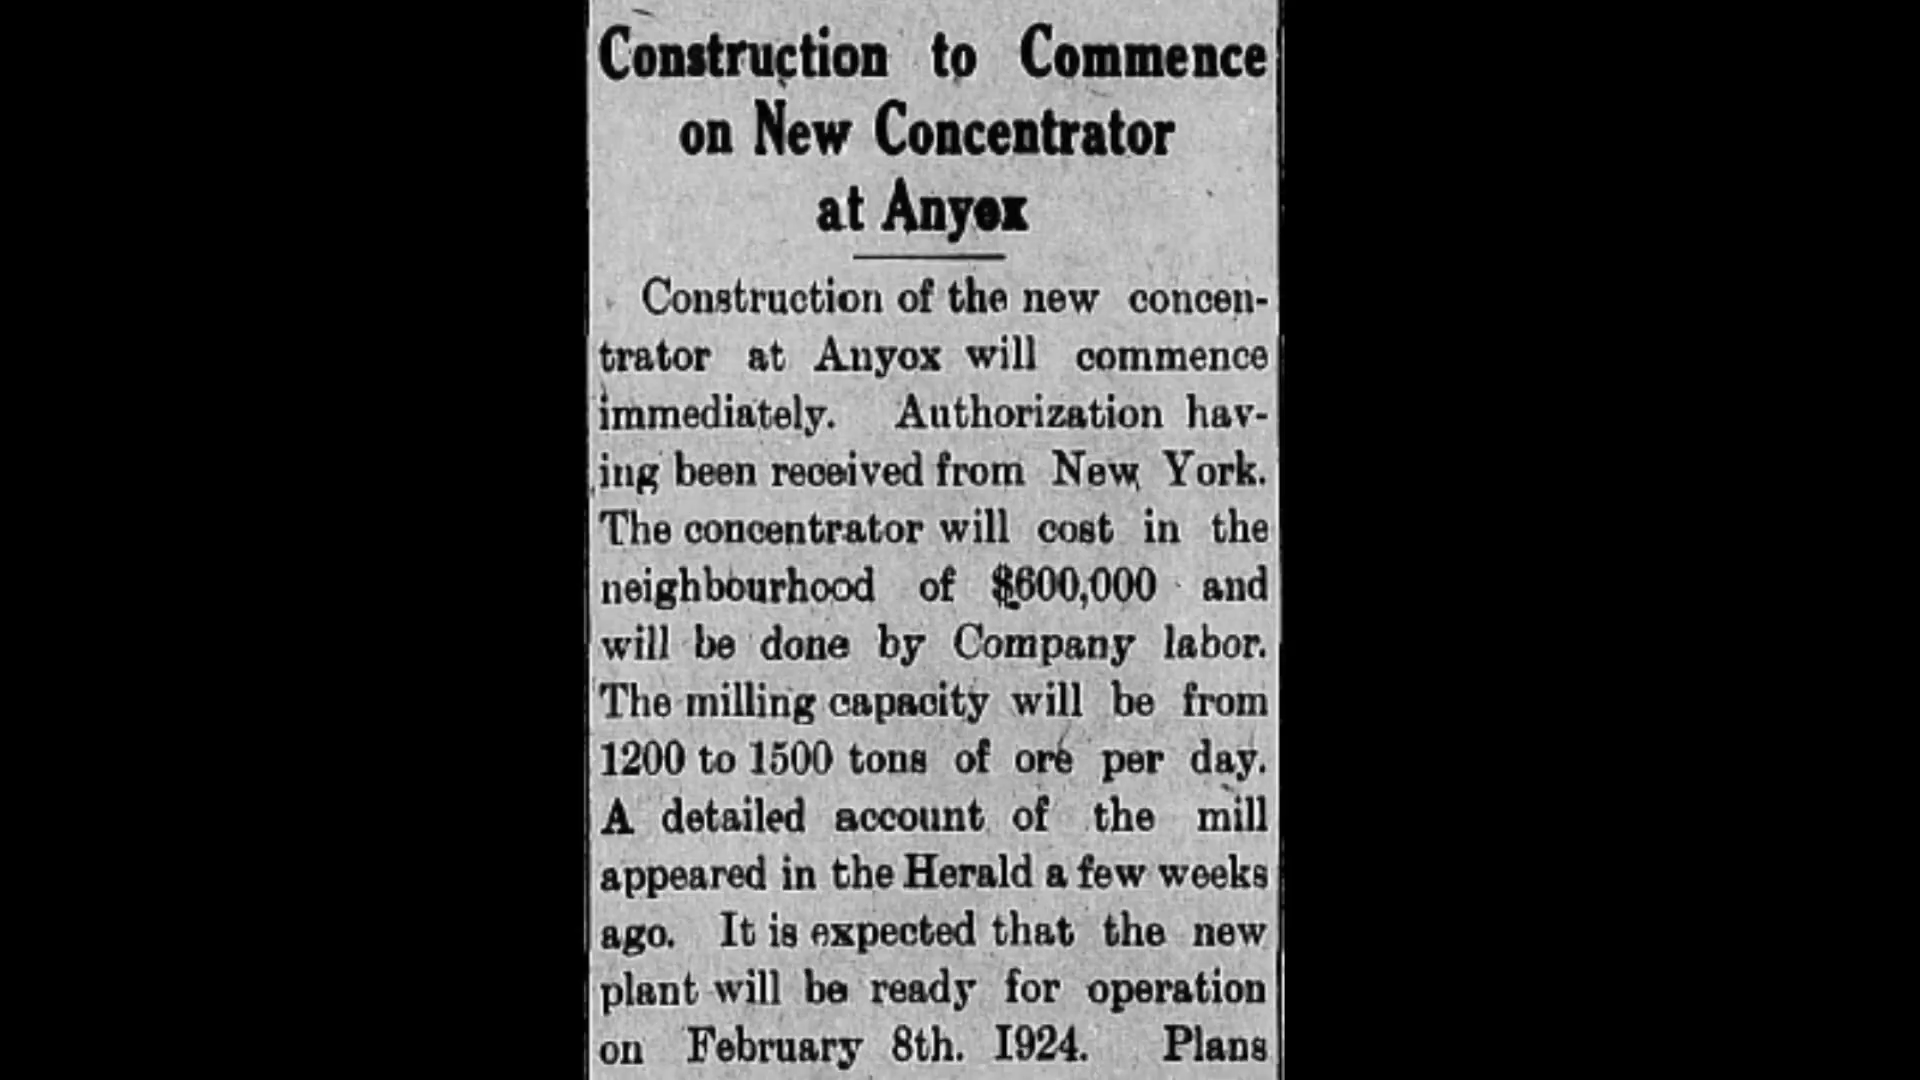 Construction to Commence
on New Concentrator
at Anyox
Construction of the new concen-
trator at Anyox will commence
immediately. Authorization hav-
ing been received from New York.
The concentrator will cost in the
neighbourhood of $600,000 and
will be done by Company labor.
The milling capacity will be from
1200 to 1500 tons of ore per day.
A detailed account of the mill
appeared in the Herald a few weeks
ago. It is expected that the new
plant will be ready for operation
on February 8th. 1924. Plans